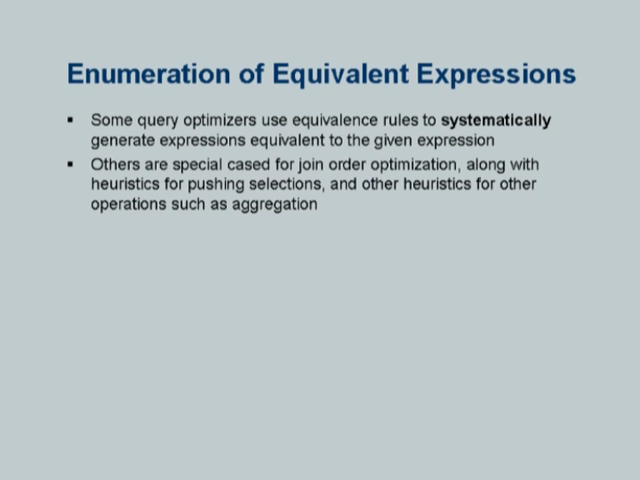 Enumeration of Equivalent Expressions
▪ Some query optimizers use equivalence rules to systematically
generate expressions equivalent to the given expression
▪ Others are special cased for join order optimization, along with
heuristics for pushing selections, and other heuristics for other
operations such as aggregation